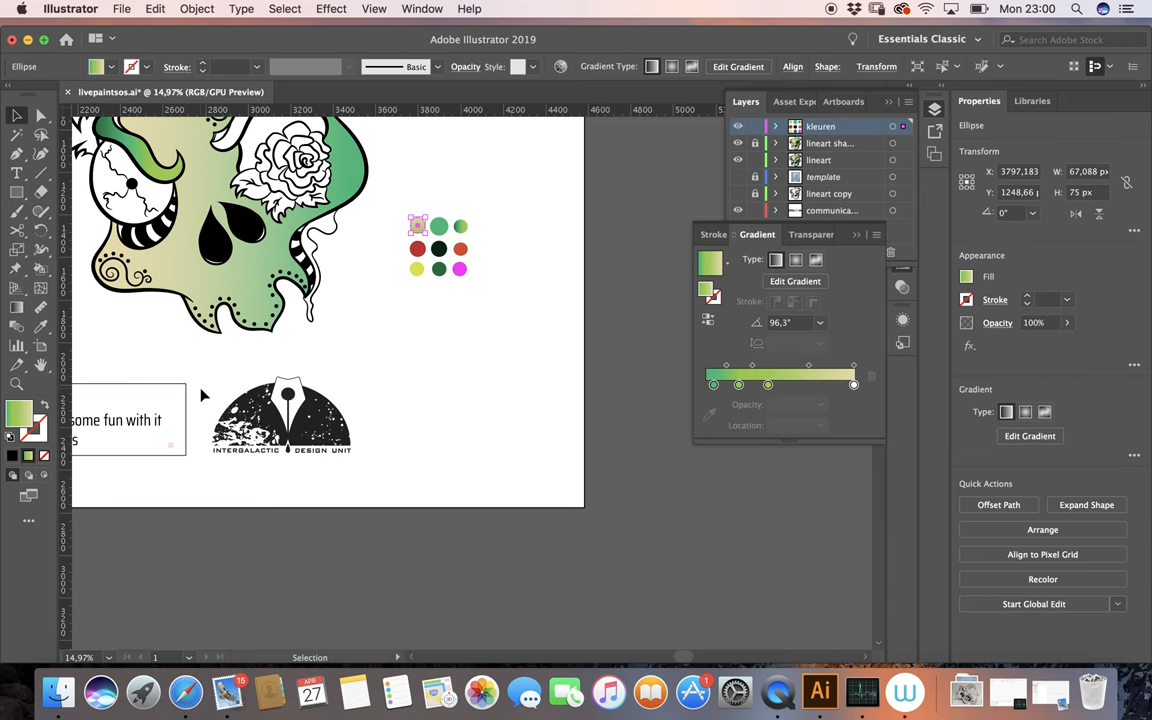 Illustrator File Edit Object Type Select Effect View Window Help Mon 23:00
Adobe Illustrator 2019 Essentials Classic Search Adobe Stock
Ellipse Stroke: Basic Opacity Style: Gradient Type: Edit Gradient Align Shape: Transform
livepaintsos.ai* @ 14,97% (RGB/GPU Preview)
2200 2400 2600 2800 3000 3200 3400 3600 3800 4000 4200 4400 4600 4800 5000
Layers Asset Exp Artboards
kleuren
lineart sha...
lineart
template
lineart copy
communica...
Stroke Gradient Transparer
Type:
Edit Gradient
Stroke:
96,3°
Opacity:
Location:
Properties Libraries
Ellipse
Transform
X: 3797,183 W: 67,088 p
Y: 1248,66 H: 75 px
0°
Appearance
Fill
Stroke
Opacity 100%
fx.
Gradient
Type:
Edit Gradient
Quick Actions
Offset Path Expand Shape
Arrange
Align to Pixel Grid
Recolor
Start Global Edit
some fun with it
s
INTERGALACTIC DESIGN UNIT
14,97% 1 Selection
15
APR
27
1
Ai
W